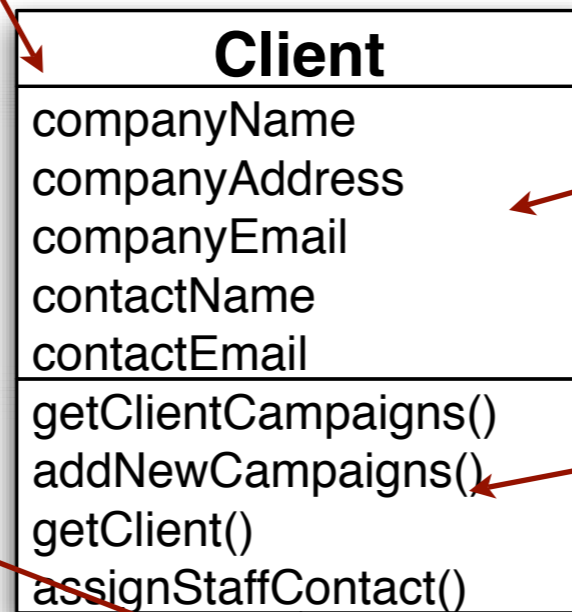 Client
companyName
companyAddress
companyEmail
contactName
contactEmail
getClientCampaigns()
addNewCampaigns()
getClient()
assignStaffContact()